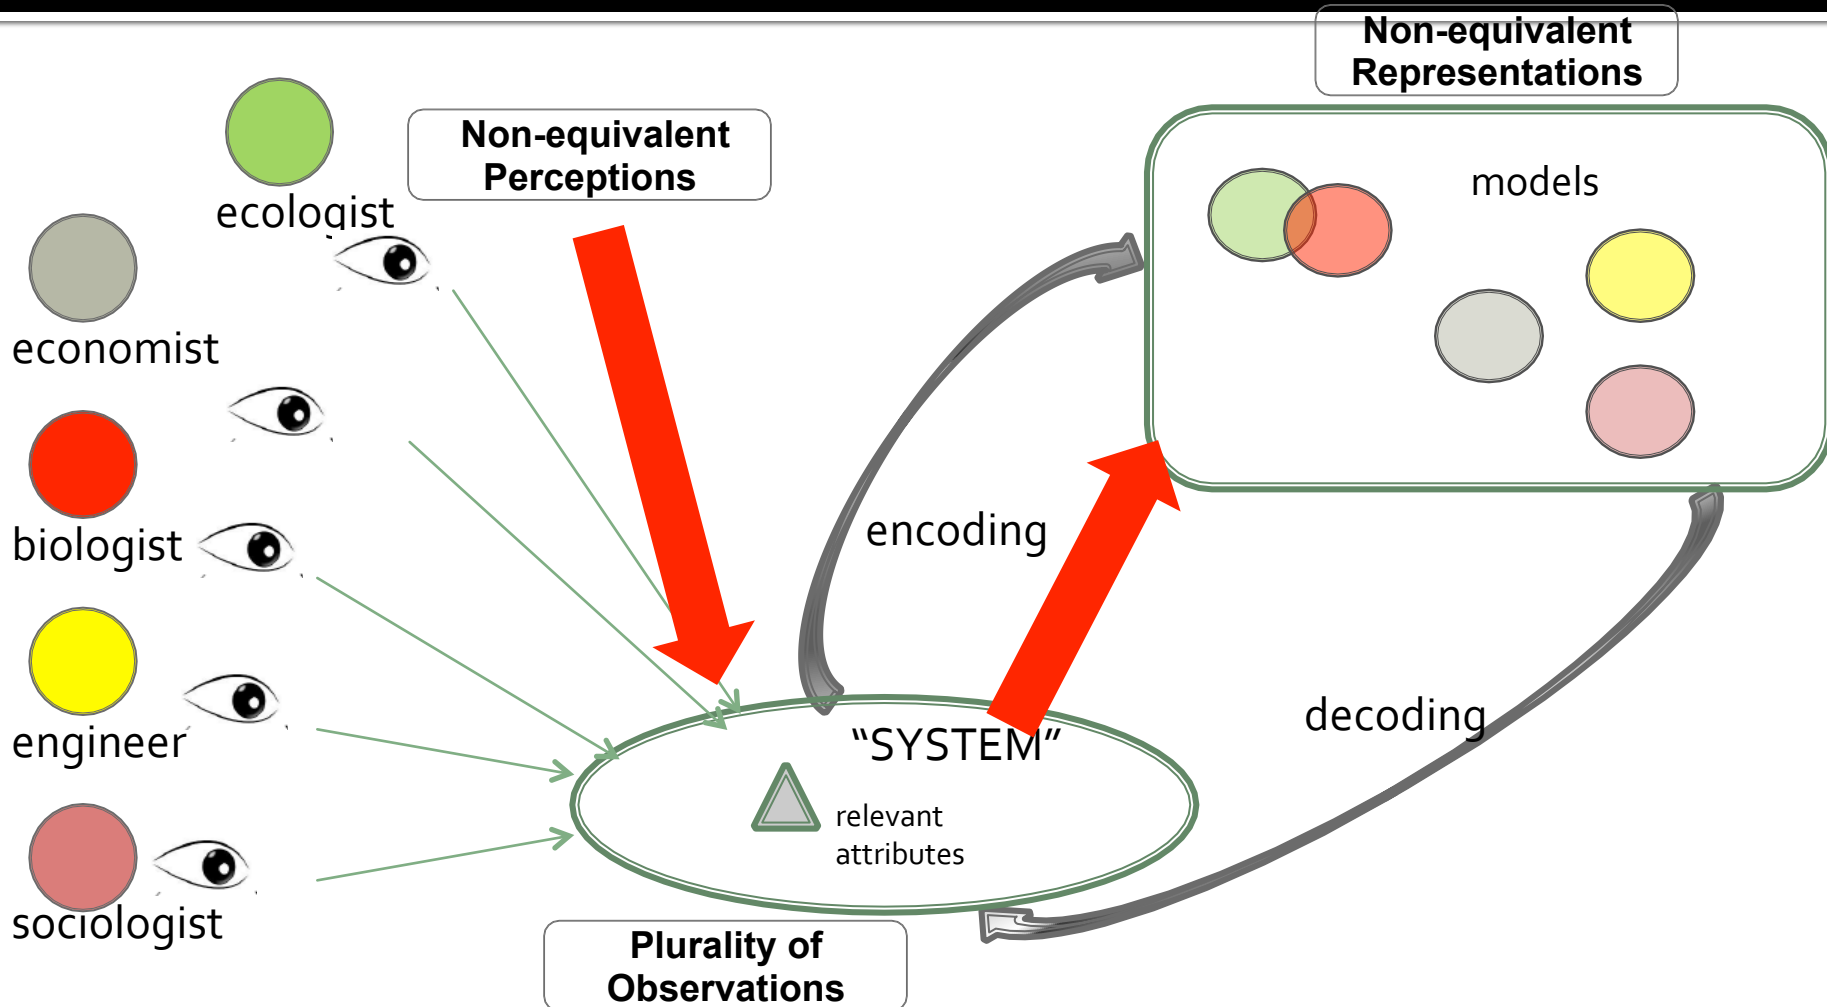 Non-equivalent
Representations
Non-equivalent
Perceptions
ecologist
economist
biologist
engineer
sociologist
models
encoding
decoding
“SYSTEM”
relevant
attributes
Plurality of
Observations